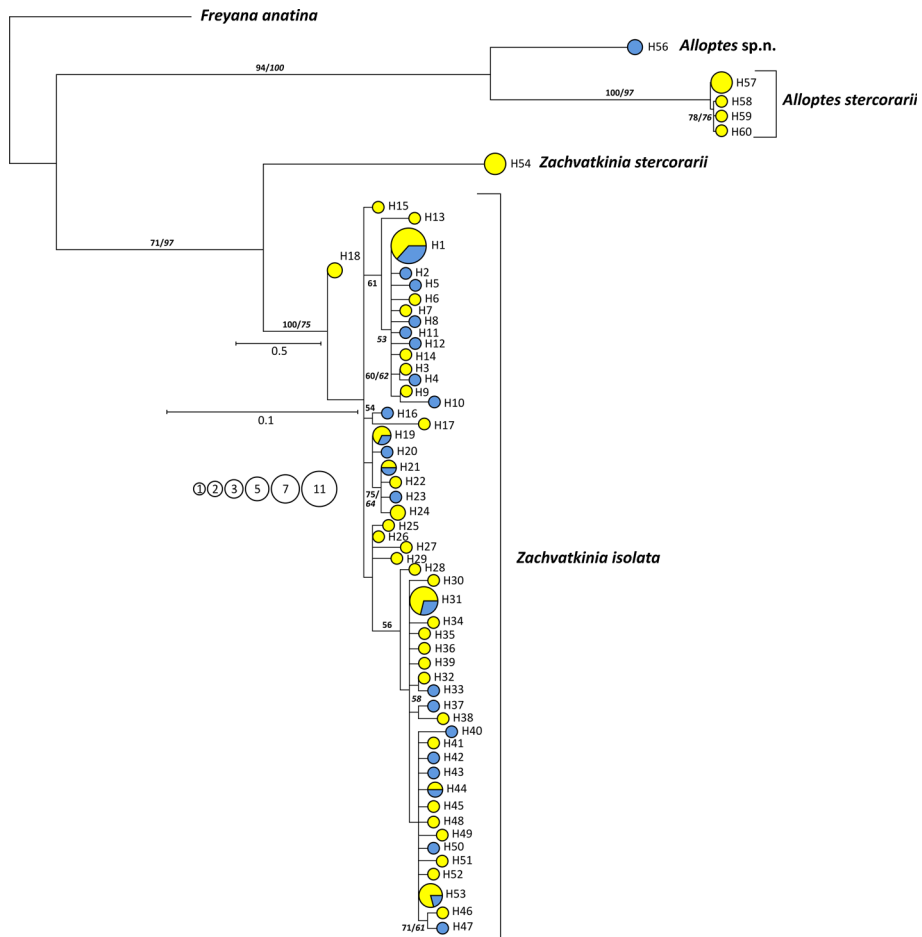 Freyana anatina
H56 Alloptes sp.n.
94/100
H57
100/97
H58
Alloptes stercorarii
78/76
H59
H60
H54 Zachvatkinia stercorarii
H15
H13
71/97
H1
H18
H2
61
H5
H6
H7
100/75
H8
H11
53
H12
0.5
H14
H3
60/62
H4
H9
H10
0.1
54
H16
H17
H19
H20
H21
H22
1 2 3 5 7 11
75/
64
H23
H24
H25
H26
H27
H29
Zachvatkinia isolata
H28
H30
H31
H34
56
H35
H36
H39
H32
H33
58
H37
H38
H40
H41
H42
H43
H44
H45
H48
H49
H50
H51
H52
H53
H46
71/61
H47